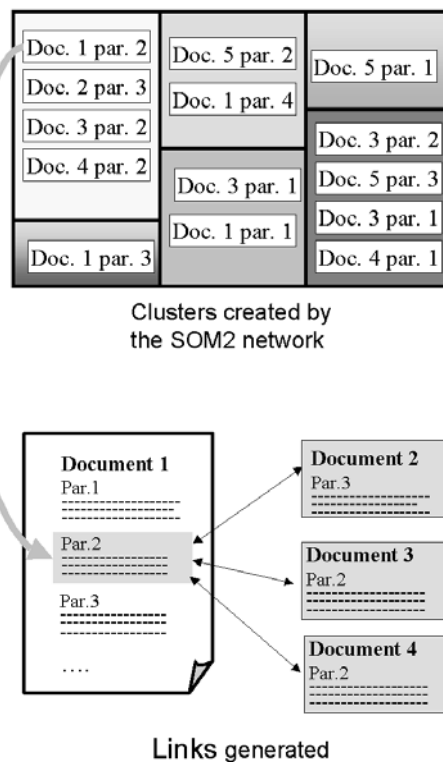 Doc. 1 par. 2
Doc. 2 par. 3
Doc. 3 par. 2
Doc. 4 par. 2
Doc. 1 par. 3
Doc. 5 par. 2
Doc. 1 par. 4
Doc. 3 par. 1
Doc. 1 par. 1
Doc. 5 par. 1
Doc. 3 par. 2
Doc. 5 par. 3
Doc. 3 par. 1
Doc. 4 par. 1
Clusters created by
the SOM2 network
Document 1
Par.1
Par.2
Par.3
....
Document 2
Par.3
Document 3
Par.2
Document 4
Par.2
Links generated